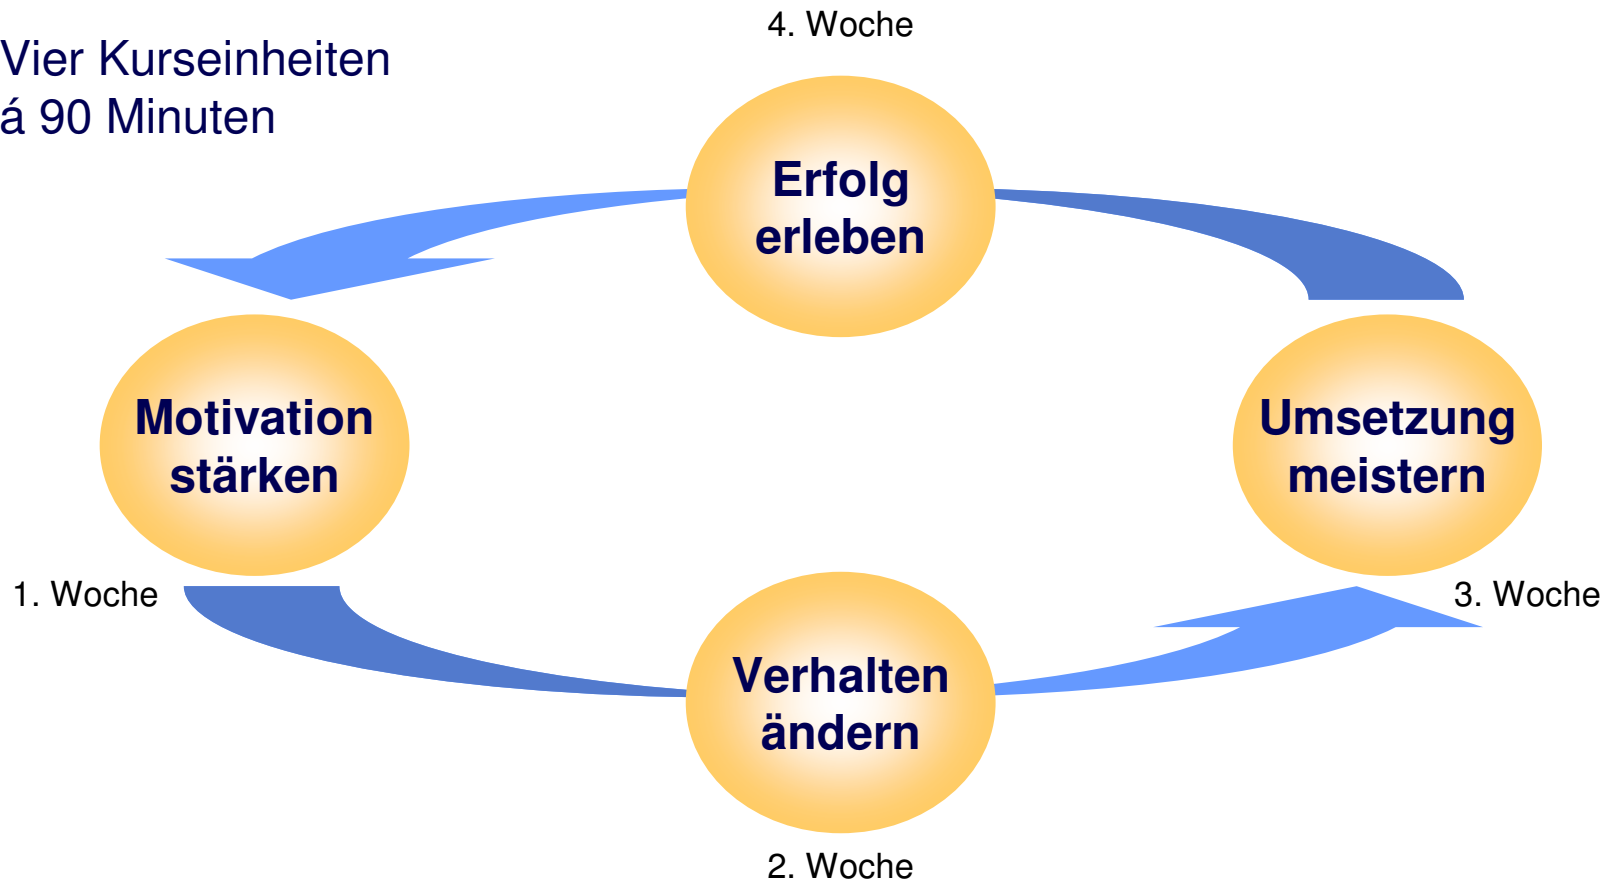 4. Woche
Vier Kurseinheiten
á 90 Minuten
Erfolg
erleben
Motivation
stärken
Umsetzung
meistern
1. Woche
3. Woche
Verhalten
ändern
2. Woche